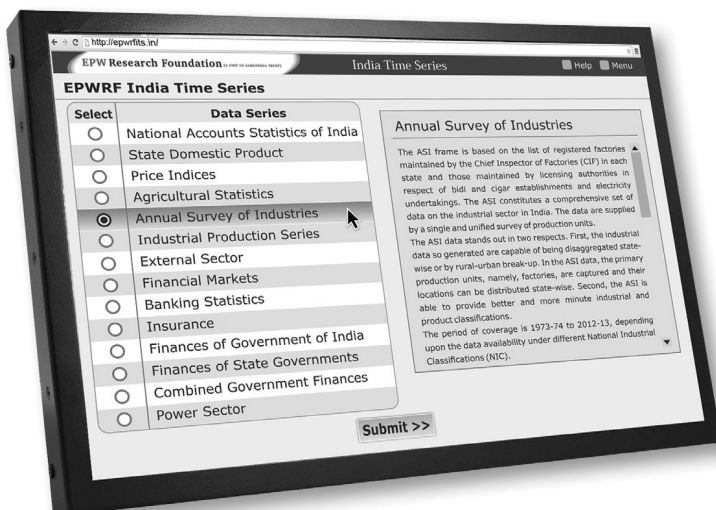 http://epwrfits.in/
EPW Research Foundation (A UNIT OF SAMEEKSHA TRUST)
India Time Series
Help
Menu
EPWRF India Time Series
Select
Data Series
National Accounts Statistics of India
State Domestic Product
Price Indices
Agricultural Statistics
Annual Survey of Industries
Industrial Production Series
External Sector
Financial Markets
Banking Statistics
Insurance
Finances of Government of India
Finances of State Governments
Combined Government Finances
Power Sector
Annual Survey of Industries
The ASI frame is based on the list of registered factories
maintained by the Chief Inspector of Factories (CIF) in each
state and those maintained by licensing authorities in
respect of bidi and cigar establishments and electricity
undertakings. The ASI constitutes a comprehensive set of
data on the industrial sector in India. The data are supplied
by a single and unified survey of production units.
The ASI data stands out in two respects. First, the industrial
data so generated are capable of being disaggregated state-
wise or by rural-urban break-up. In the ASI data, the primary
production units, namely, factories, are captured and their
locations can be distributed state-wise. Second, the ASI is
able to provide better and more minute industrial and
product classifications.
The period of coverage is 1973-74 to 2012-13, depending
upon the data availability under different National Industrial
Classifications (NIC).
Submit >>